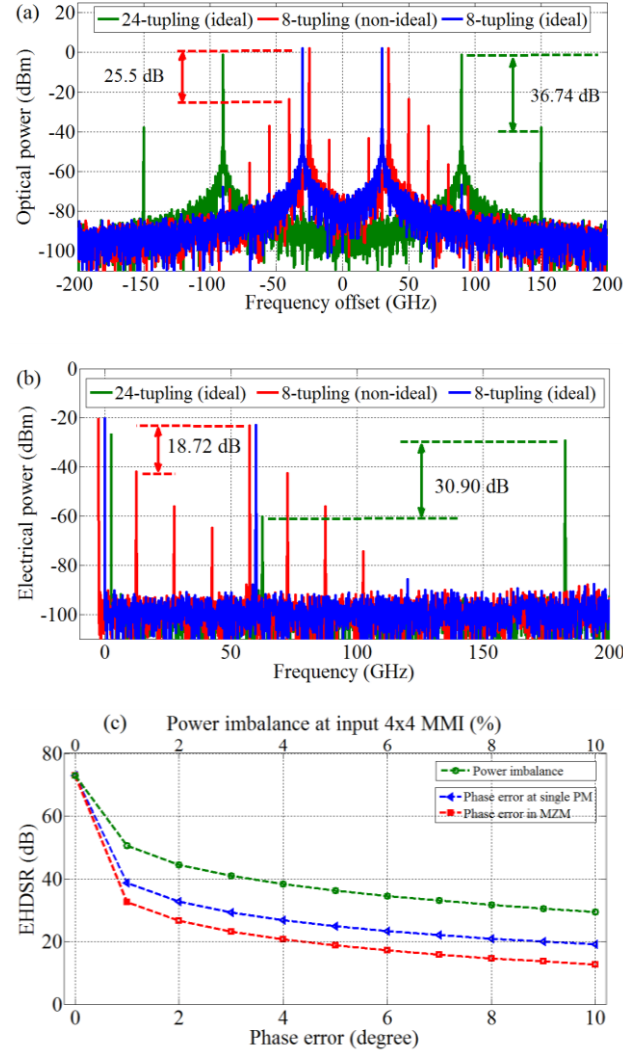 (a)
24-tupling (ideal) 8-tupling (non-ideal) 8-tupling (ideal)
20
0
-20
-40
-60
-80
-100
Optical power (dBm)
25.5 dB
36.74 dB
-200 -150 -100 -50 0 50 100 150 200
Frequency offset (GHz)
(b)
24-tupling (ideal) 8-tupling (non-ideal) 8-tupling (ideal)
0
-20
-40
-60
-80
-100
Electrical power (dBm)
18.72 dB
30.90 dB
0 50 100 150 200
Frequency (GHz)
(c)
Power imbalance at input 4x4 MMI (%)
0 2 4 6 8 10
80
60
40
20
0
EHDSR (dB)
Power imbalance
Phase error at single PM
Phase error in MZM
0 2 4 6 8 10
Phase error (degree)